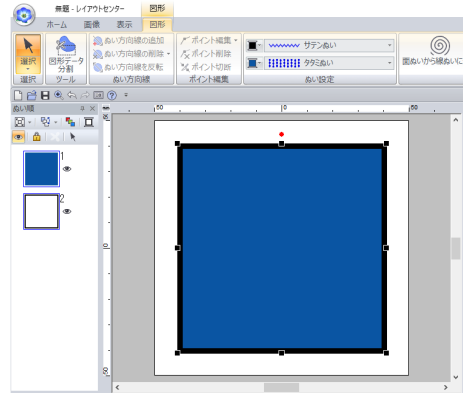 無題 - レイアウトセンター 図形
ホーム 画像 表示 図形
選択
図形データ
分割
ぬい方向線の追加
ぬい方向線の削除
ぬい方向線を反転
ポイント編集
ポイント削除
ポイント切断
サテンぬい
タタミぬい
面ぬいから線ぬいに
選択 ツール ぬい方向線 ポイント編集 ぬい設定
ぬい順
50 0 50
1
2
0
50